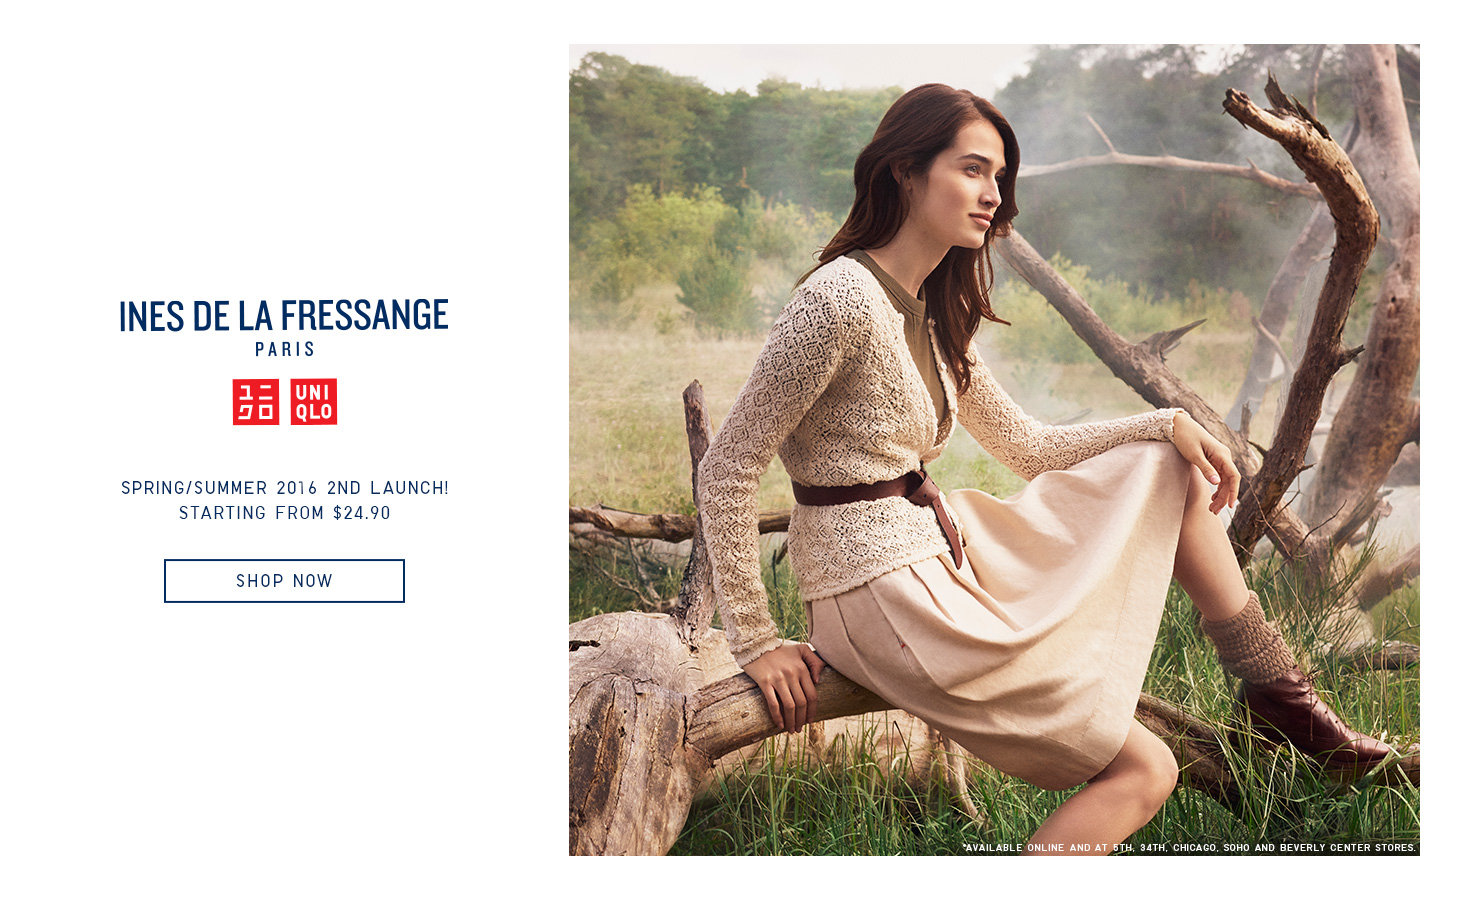 INES DE LA FRESSANGE
PARIS
ユニ
クロ
UNI
QLO
SPRING/SUMMER 2016 2ND LAUNCH!
STARTING FROM $24.90
SHOP NOW
*AVAILABLE ONLINE AND AT 5TH, 34TH, CHICAGO, SOHO AND BEVERLY CENTER STORES.